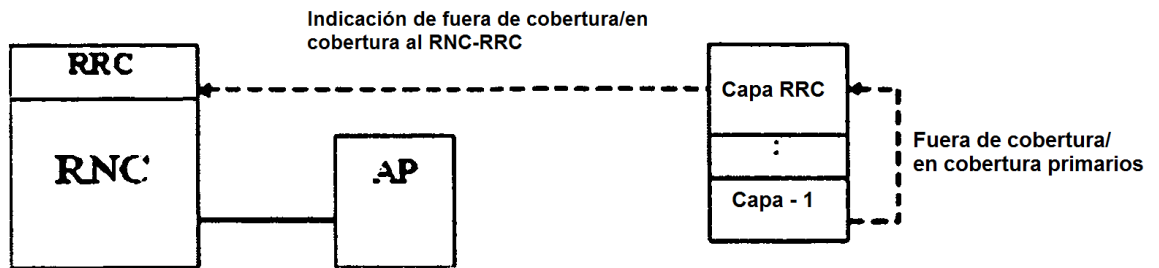 Indicación de fuera de cobertura/en
cobertura al RNC-RRC
RRC
RNC
AP
Capa RRC
:
Capa - 1
Fuera de cobertura/
en cobertura primarios